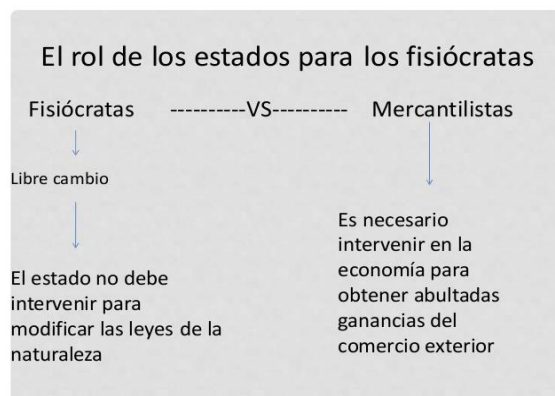 El rol de los estados para los fisiócratas
Fisiócratas ----------VS---------- Mercantilistas
Libre cambio
El estado no debe
intervenir para
modificar las leyes de la
naturaleza
Es necesario
intervenir en la
economía para
obtener abultadas
ganancias del
comercio exterior